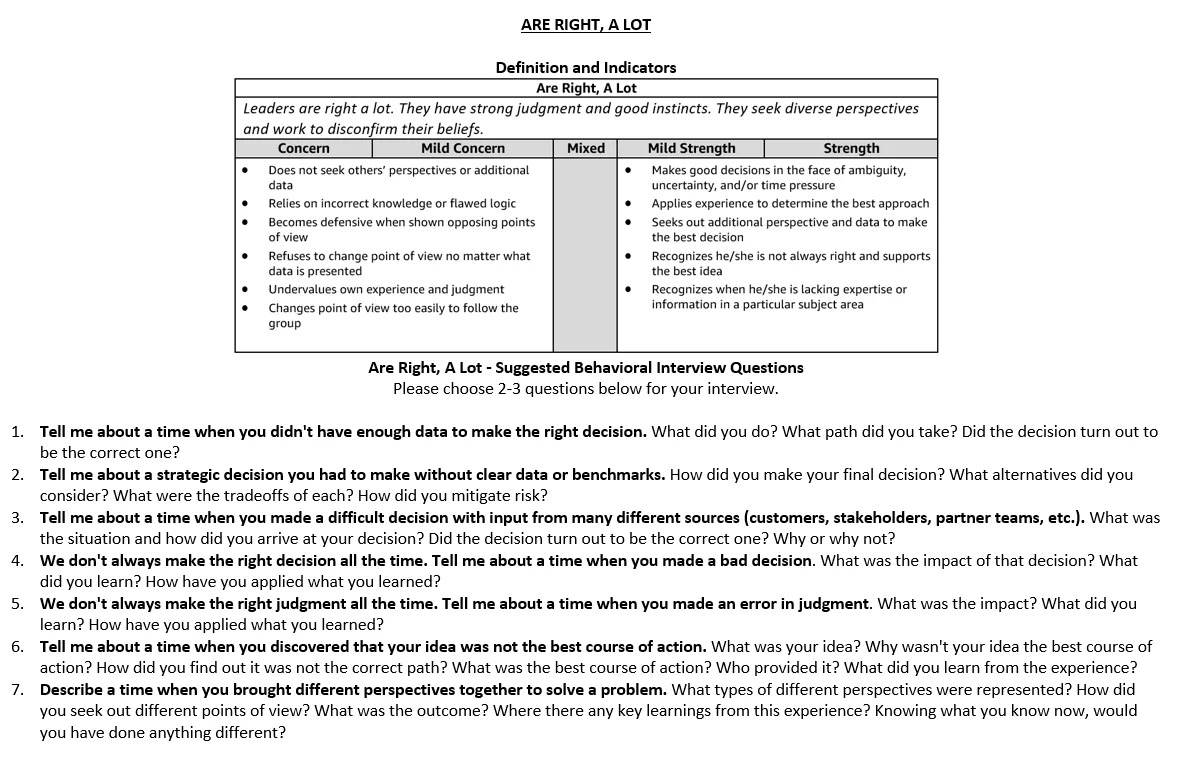 ARE RIGHT, A LOT
Definition and Indicators
Are Right, A Lot
Leaders are right a lot. They have strong judgment and good instincts. They seek diverse perspectives
and work to disconfirm their beliefs.
Concern Mild Concern Mixed Mild Strength Strength
• Does not seek others' perspectives or additional
data
• Relies on incorrect knowledge or flawed logic
• Becomes defensive when shown opposing points
of view
• Refuses to change point of view no matter what
data is presented
• Undervalues own experience and judgment
• Changes point of view too easily to follow the
group
• Makes good decisions in the face of ambiguity,
uncertainty, and/or time pressure
• Applies experience to determine the best approach
• Seeks out additional perspective and data to make
the best decision
• Recognizes he/she is not always right and supports
the best idea
• Recognizes when he/she is lacking expertise or
information in a particular subject area
Are Right, A Lot - Suggested Behavioral Interview Questions
Please choose 2-3 questions below for your interview.
1. Tell me about a time when you didn't have enough data to make the right decision. What did you do? What path did you take? Did the decision turn out to
be the correct one?
2. Tell me about a strategic decision you had to make without clear data or benchmarks. How did you make your final decision? What alternatives did you
consider? What were the tradeoffs of each? How did you mitigate risk?
3. Tell me about a time when you made a difficult decision with input from many different sources (customers, stakeholders, partner teams, etc.). What was
the situation and how did you arrive at your decision? Did the decision turn out to be the correct one? Why or why not?
4. We don't always make the right decision all the time. Tell me about a time when you made a bad decision. What was the impact of that decision? What
did you learn? How have you applied what you learned?
5. We don't always make the right judgment all the time. Tell me about a time when you made an error in judgment. What was the impact? What did you
learn? How have you applied what you learned?
6. Tell me about a time when you discovered that your idea was not the best course of action. What was your idea? Why wasn't your idea the best course of
action? How did you find out it was not the correct path? What was the best course of action? Who provided it? What did you learn from the experience?
7. Describe a time when you brought different perspectives together to solve a problem. What types of different perspectives were represented? How did
you seek out different points of view? What was the outcome? Where there any key learnings from this experience? Knowing what you know now, would
you have done anything different?